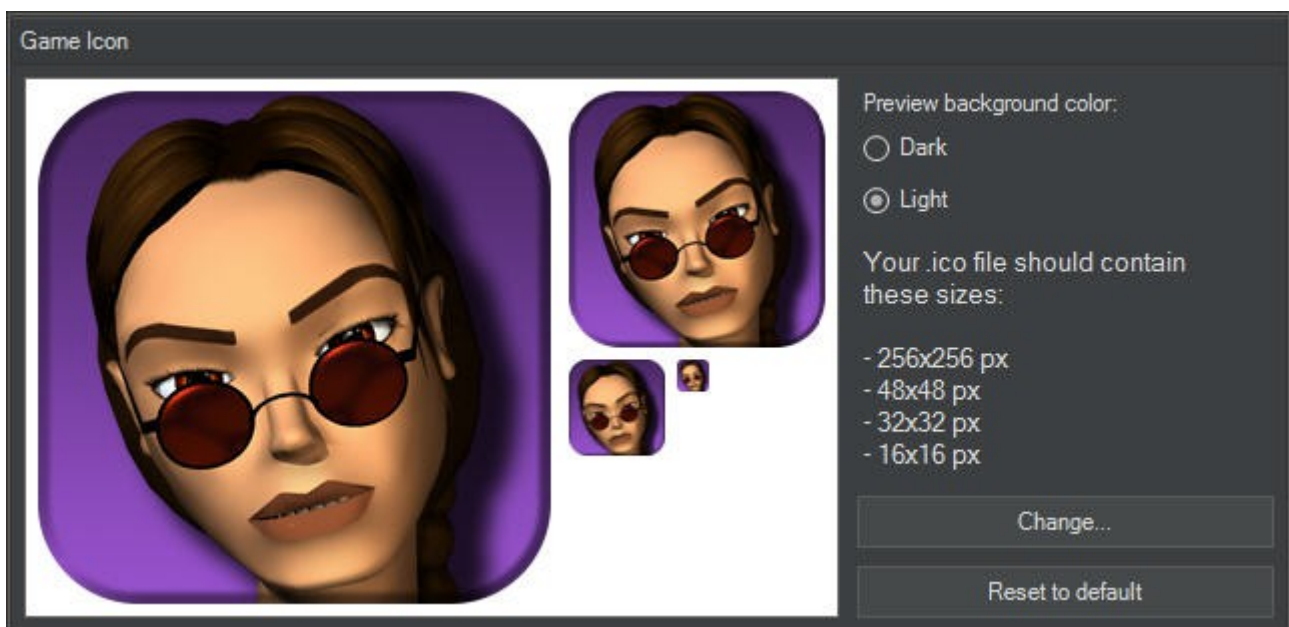 Game Icon
Preview background color:
Dark
Light
Your .ico file should contain
these sizes:
- 256x256 px
- 48x48 px
- 32x32 px
- 16x16 px
Change...
Reset to default